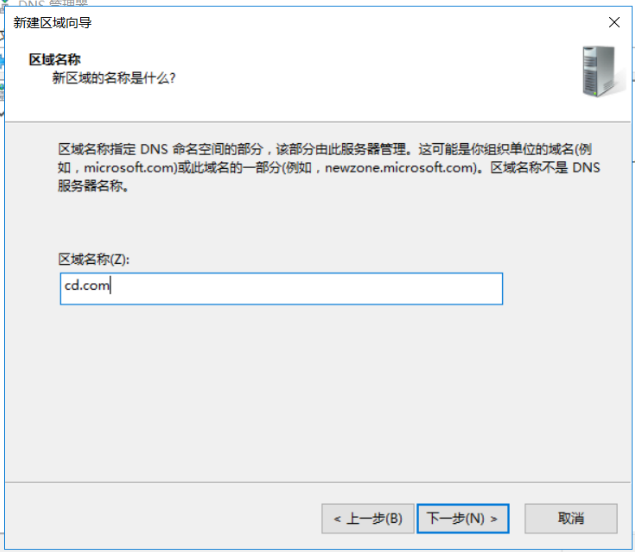 DNS 管理器
新建区域向导
区域名称
新区域的名称是什么?
区域名称指定 DNS 命名空间的部分，该部分由此服务器管理。这可能是你组织单位的域名(例
如，microsoft.com)或此域名的一部分(例如，newzone.microsoft.com)。区域名称不是 DNS
服务器名称。
区域名称(Z):
cd.com
< 上一步(B)
下一步(N) >
取消